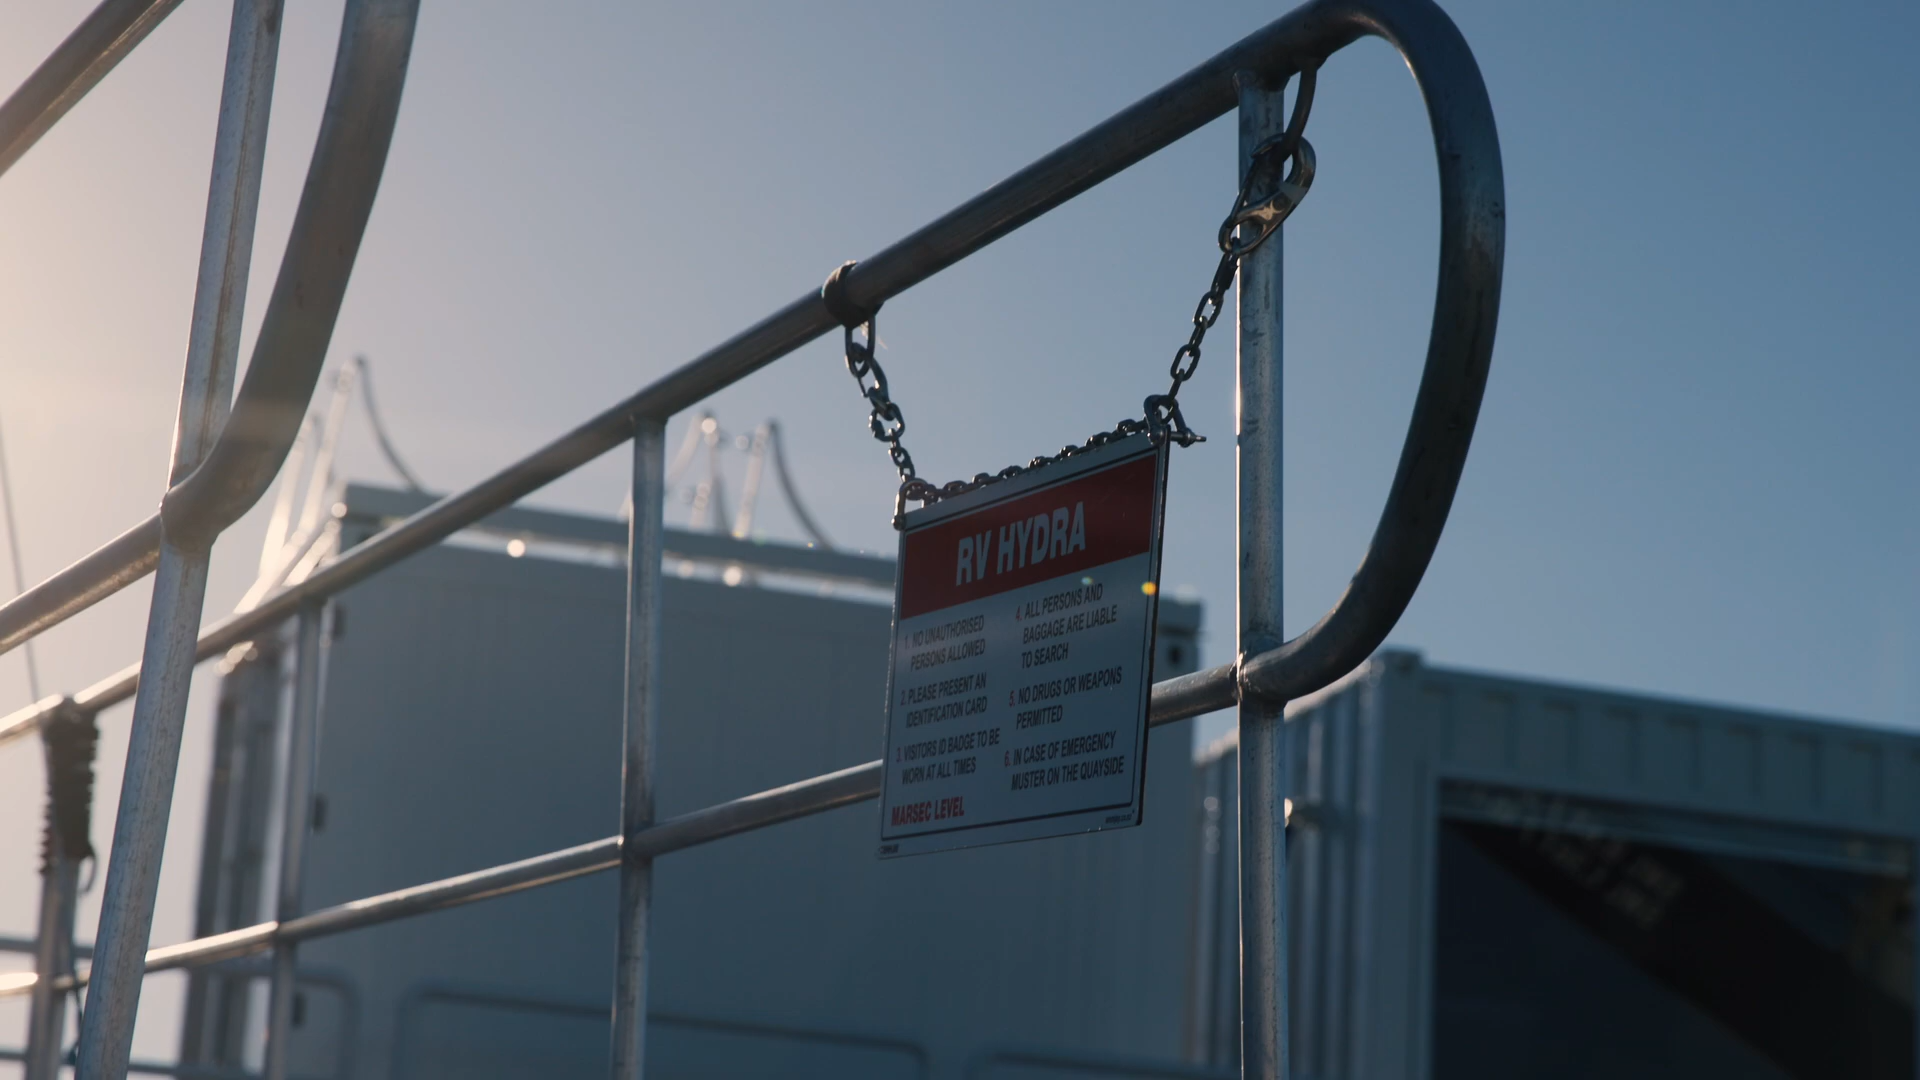 RV HYDRA
1. NO UNAUTHORISED
PERSONS ALLOWED
2. PLEASE PRESENT AN
IDENTIFICATION CARD
3. VISITORS ID BADGE TO BE
WORN AT ALL TIMES
4. ALL PERSONS AND
BAGGAGE ARE LIABLE
TO SEARCH
5. NO DRUGS OR WEAPONS
PERMITTED
6. IN CASE OF EMERGENCY
MUSTER ON THE QUAYSIDE
MARSEC LEVEL